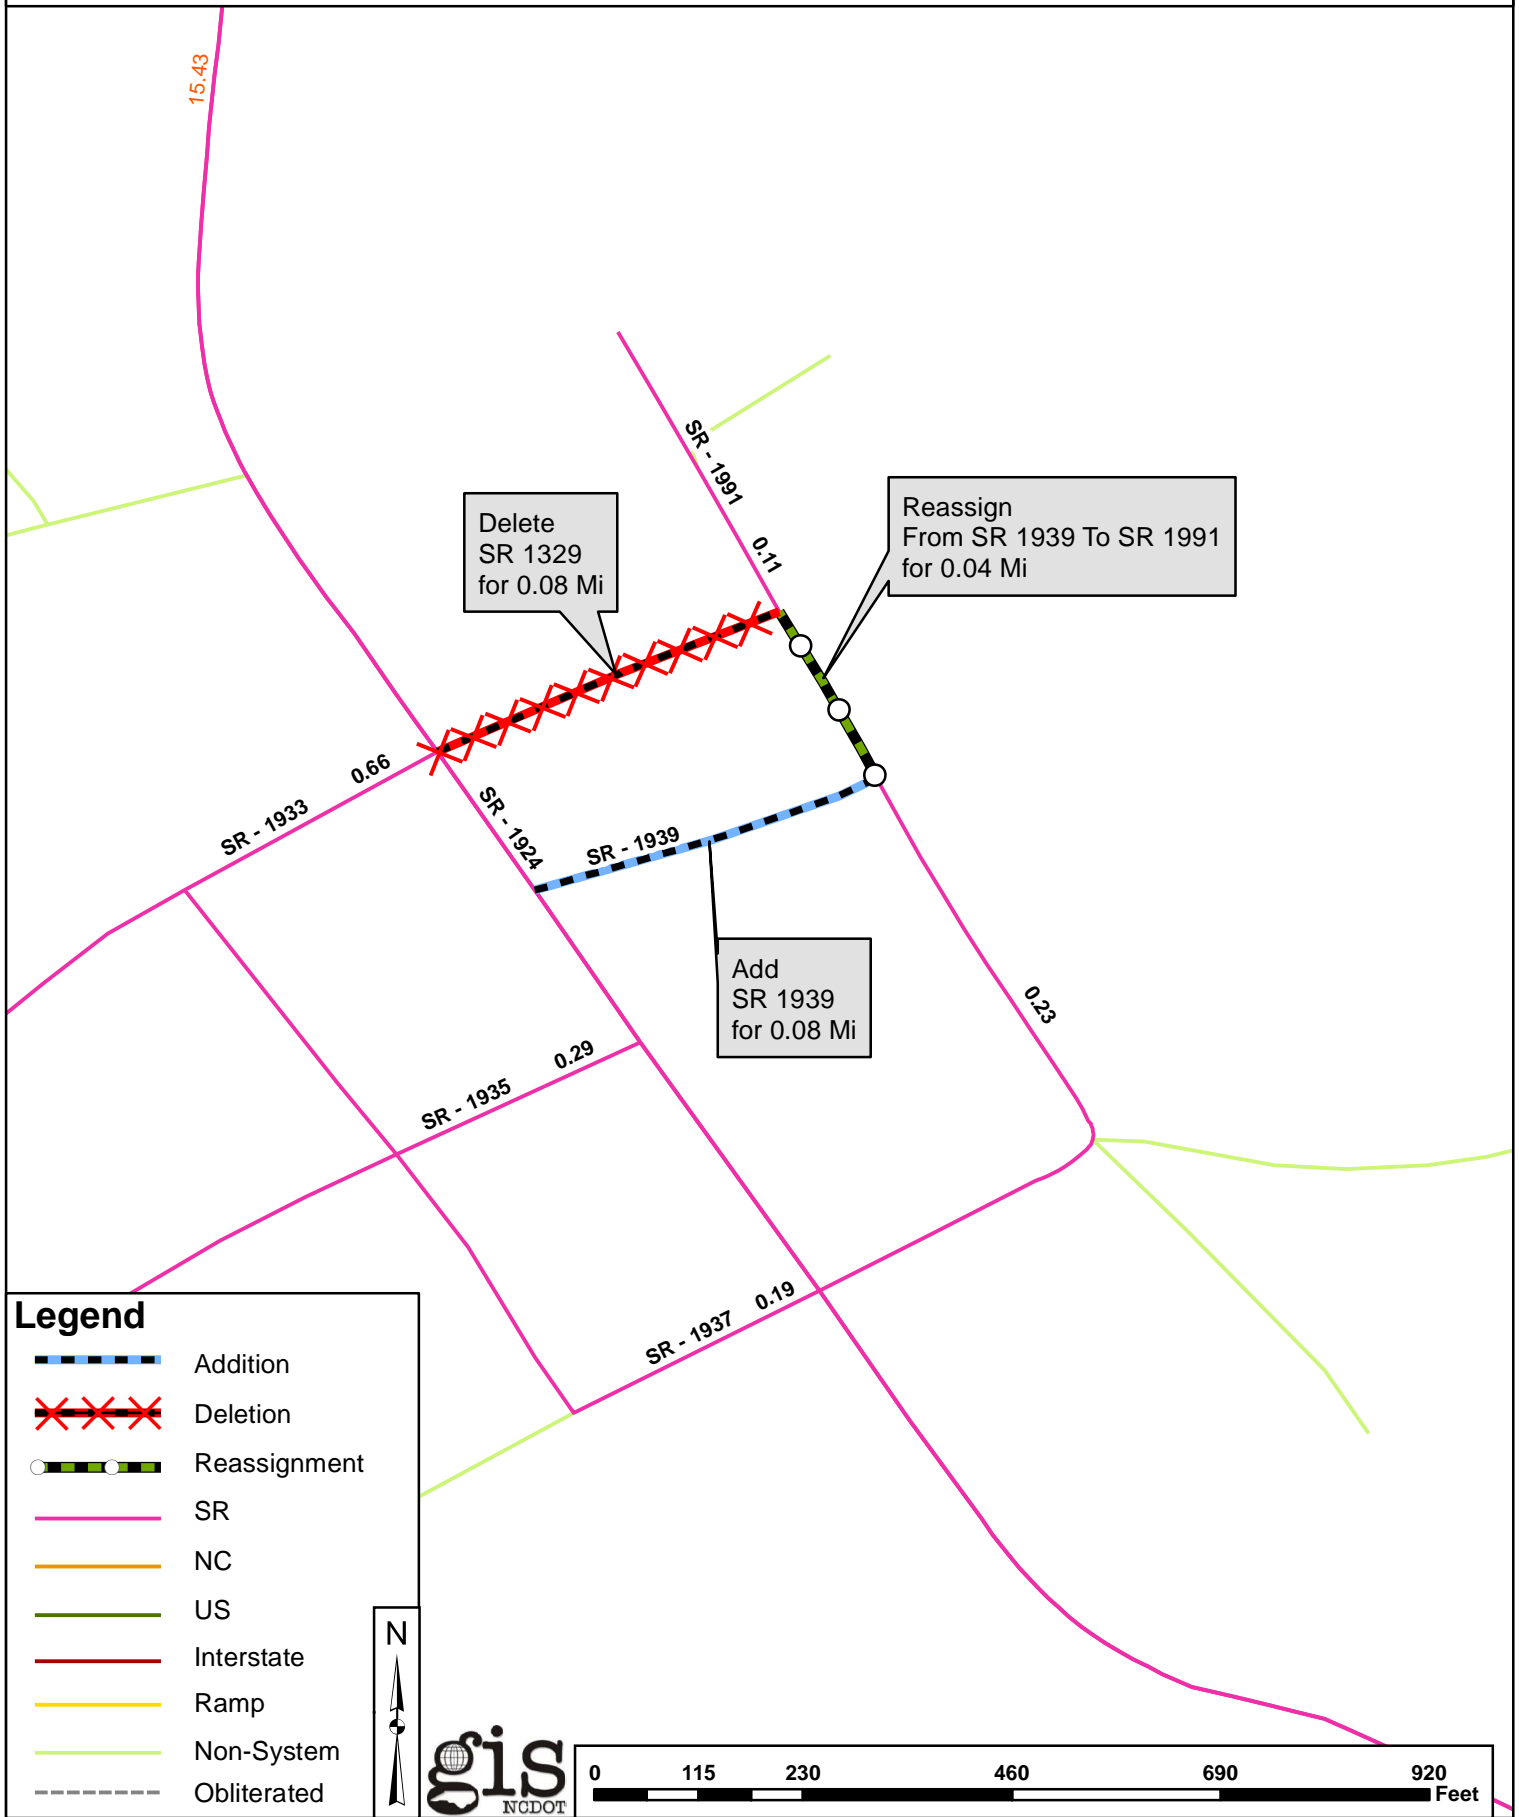 15.43
SR - 1991
0.11
Delete
SR 1329
for 0.08 Mi
Reassign
From SR 1939 To SR 1991
for 0.04 Mi
0.66
SR - 1933
SR - 1924
SR - 1939
Add
SR 1939
for 0.08 Mi
0.23
0.29
SR - 1935
0.19
SR - 1937
Legend
Addition
Deletion
Reassignment
SR
NC
US
Interstate
Ramp
Non-System
Obliterated
N
gis
NCDOT
0 115 230 460 690 920
Feet